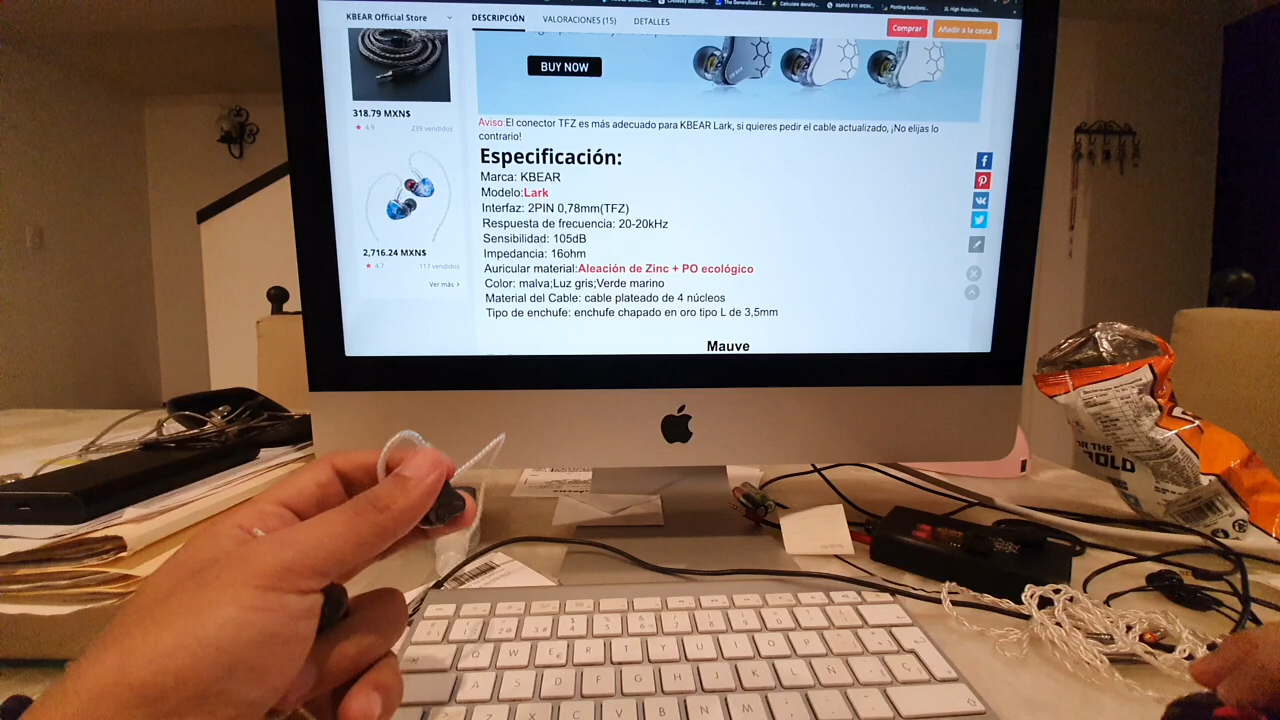 KBEAR Official Store
DESCRIPCIÓN
VALORACIONES (15)
DETALLES
Comprar
Añadir a la cesta
BUY NOW
318.79 MXN$
4.9
239 vendidos
2,716.24 MXN$
4.7
117 vendidos
Ver más >
Aviso:El conector TFZ es más adecuado para KBEAR Lark, si quieres pedir el cable actualizado, ¡No elijas lo
contrario!
Especificación:
Marca: KBEAR
Modelo:Lark
Interfaz: 2PIN 0,78mm(TFZ)
Respuesta de frecuencia: 20-20kHz
Sensibilidad: 105dB
Impedancia: 16ohm
Auricular material:Aleación de Zinc + PO ecológico
Color: malva;Luz gris;Verde marino
Material del Cable: cable plateado de 4 núcleos
Tipo de enchufe: enchufe chapado en oro tipo L de 3,5mm
Mauve
Q W E R T Y U I O P
A S D F G H J K L Ñ
Z X C V B N M